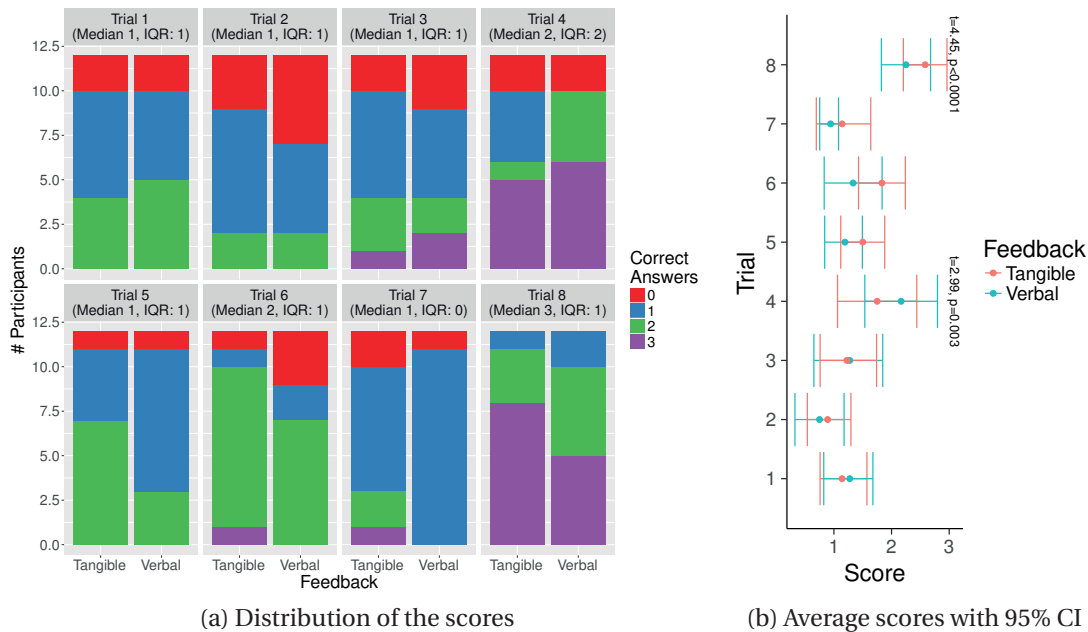 Trial 1
(Median 1, IQR: 1)
Trial 2
(Median 1, IQR: 1)
Trial 3
(Median 1, IQR: 1)
Trial 4
(Median 2, IQR: 2)
12.5
10.0
7.5
5.0
2.5
0.0
Trial 5
(Median 1, IQR: 1)
Trial 6
(Median 2, IQR: 1)
Trial 7
(Median 1, IQR: 0)
Trial 8
(Median 3, IQR: 1)
12.5
10.0
7.5
5.0
2.5
0.0
# Participants
Tangible Verbal
Tangible Verbal
Tangible Verbal
Tangible Verbal
Feedback
Correct
Answers
0
1
2
3
(a) Distribution of the scores
Trial
8
7
6
5
4
3
2
1
t=4.45, p<0.0001
t=2.99, p=0.003
1 2 3
Score
Feedback
Tangible
Verbal
(b) Average scores with 95% CI